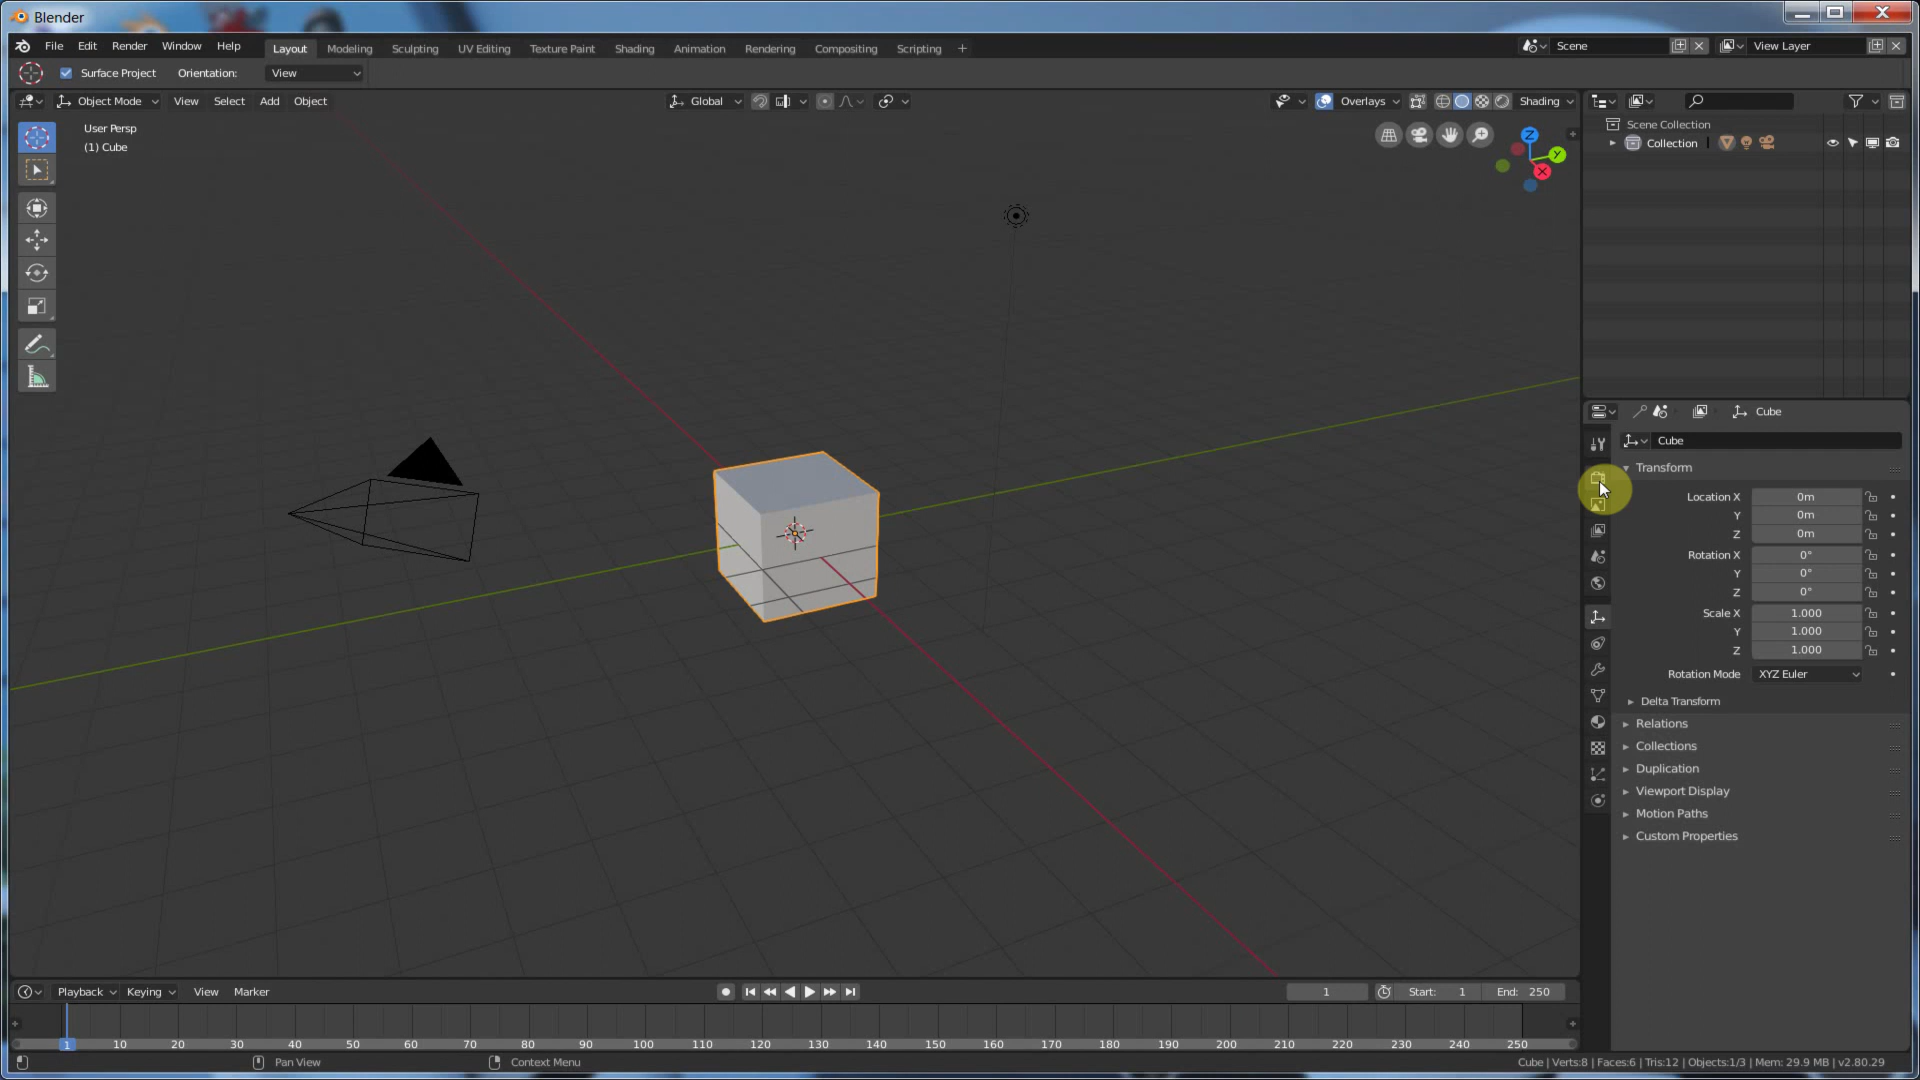 Blender
File Edit Render Window Help Layout Modeling Sculpting UV Editing Texture Paint Shading Animation Rendering Compositing Scripting + Scene View Layer
Surface Project Orientation: View
Object Mode View Select Add Object Global Overlays Shading
User Persp
(1) Cube
Z
Y
X
Scene Collection
Collection
Cube
Cube
Transform
Location X 0m
Y 0m
Z 0m
Rotation X 0°
Y 0°
Z 0°
Scale X 1.000
Y 1.000
Z 1.000
Rotation Mode XYZ Euler
Delta Transform
Relations
Collections
Duplication
Viewport Display
Motion Paths
Custom Properties
Playback Keying View Marker 1 Start: 1 End: 250
1 10 20 30 40 50 60 70 80 90 100 110 120 130 140 150 160 170 180 190 200 210 220 230 240 250
Pan View Context Menu Cube | Verts:8 | Faces:6 | Tris:12 | Objects:1/3 | Mem: 29.9 MB | v2.80.29